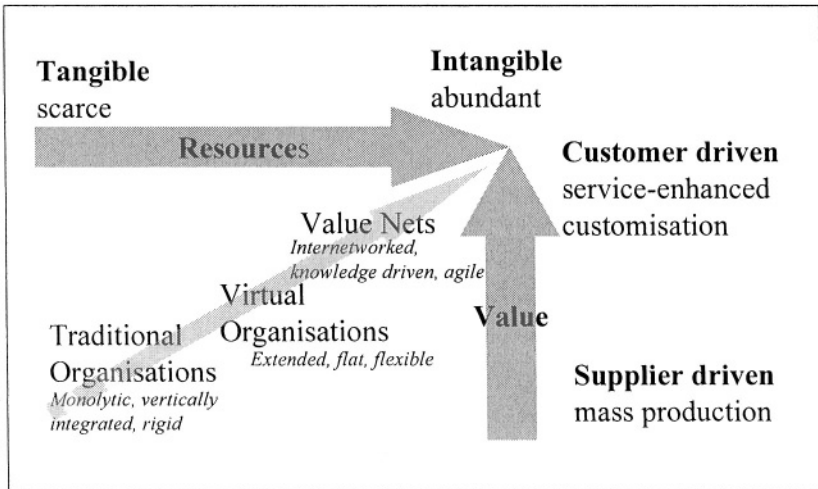 Tangible
scarce
Intangible
abundant
Resources
Customer driven
service-enhanced
customisation
Value Nets
Internetworked,
knowledge driven, agile
Virtual
Organisations
Extended, flat, flexible
Traditional
Organisations
Monolytic, vertically
integrated, rigid
Value
Supplier driven
mass production